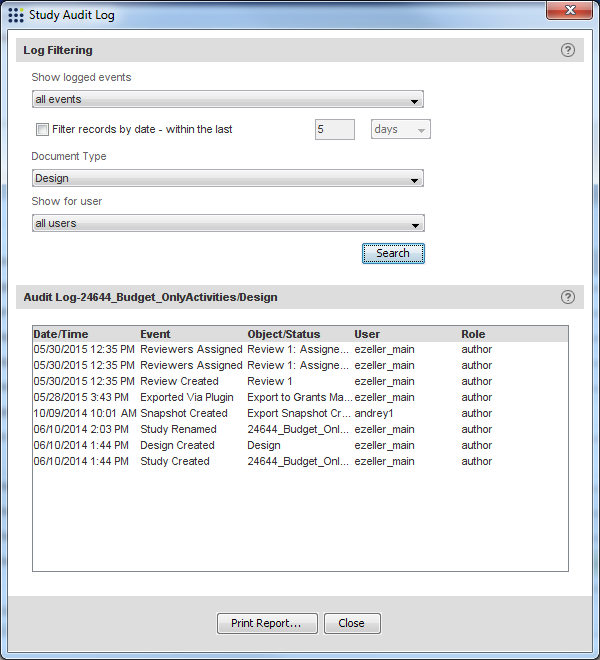 Study Audit Log
Log Filtering ?
Show logged events
all events
Filter records by date - within the last 5 days
Document Type
Design
Show for user
all users
Search
Audit Log-24644_Budget_OnlyActivities/Design ?
Date/Time Event Object/Status User Role
05/30/2015 12:35 PM Reviewers Assigned Review 1: Assigne... ezeller_main author
05/30/2015 12:35 PM Reviewers Assigned Review 1: Assigne... ezeller_main author
05/30/2015 12:35 PM Review Created Review 1 ezeller_main author
05/28/2015 3:43 PM Exported Via Plugin Export to Grants Ma... ezeller_main author
10/09/2014 10:01 AM Snapshot Created Export Snapshot Cr... andrey1 author
06/10/2014 2:03 PM Study Renamed 24644_Budget_Onl... ezeller_main author
06/10/2014 1:44 PM Design Created Design ezeller_main author
06/10/2014 1:44 PM Study Created 24644_Budget_Onl... ezeller_main author
Print Report... Close